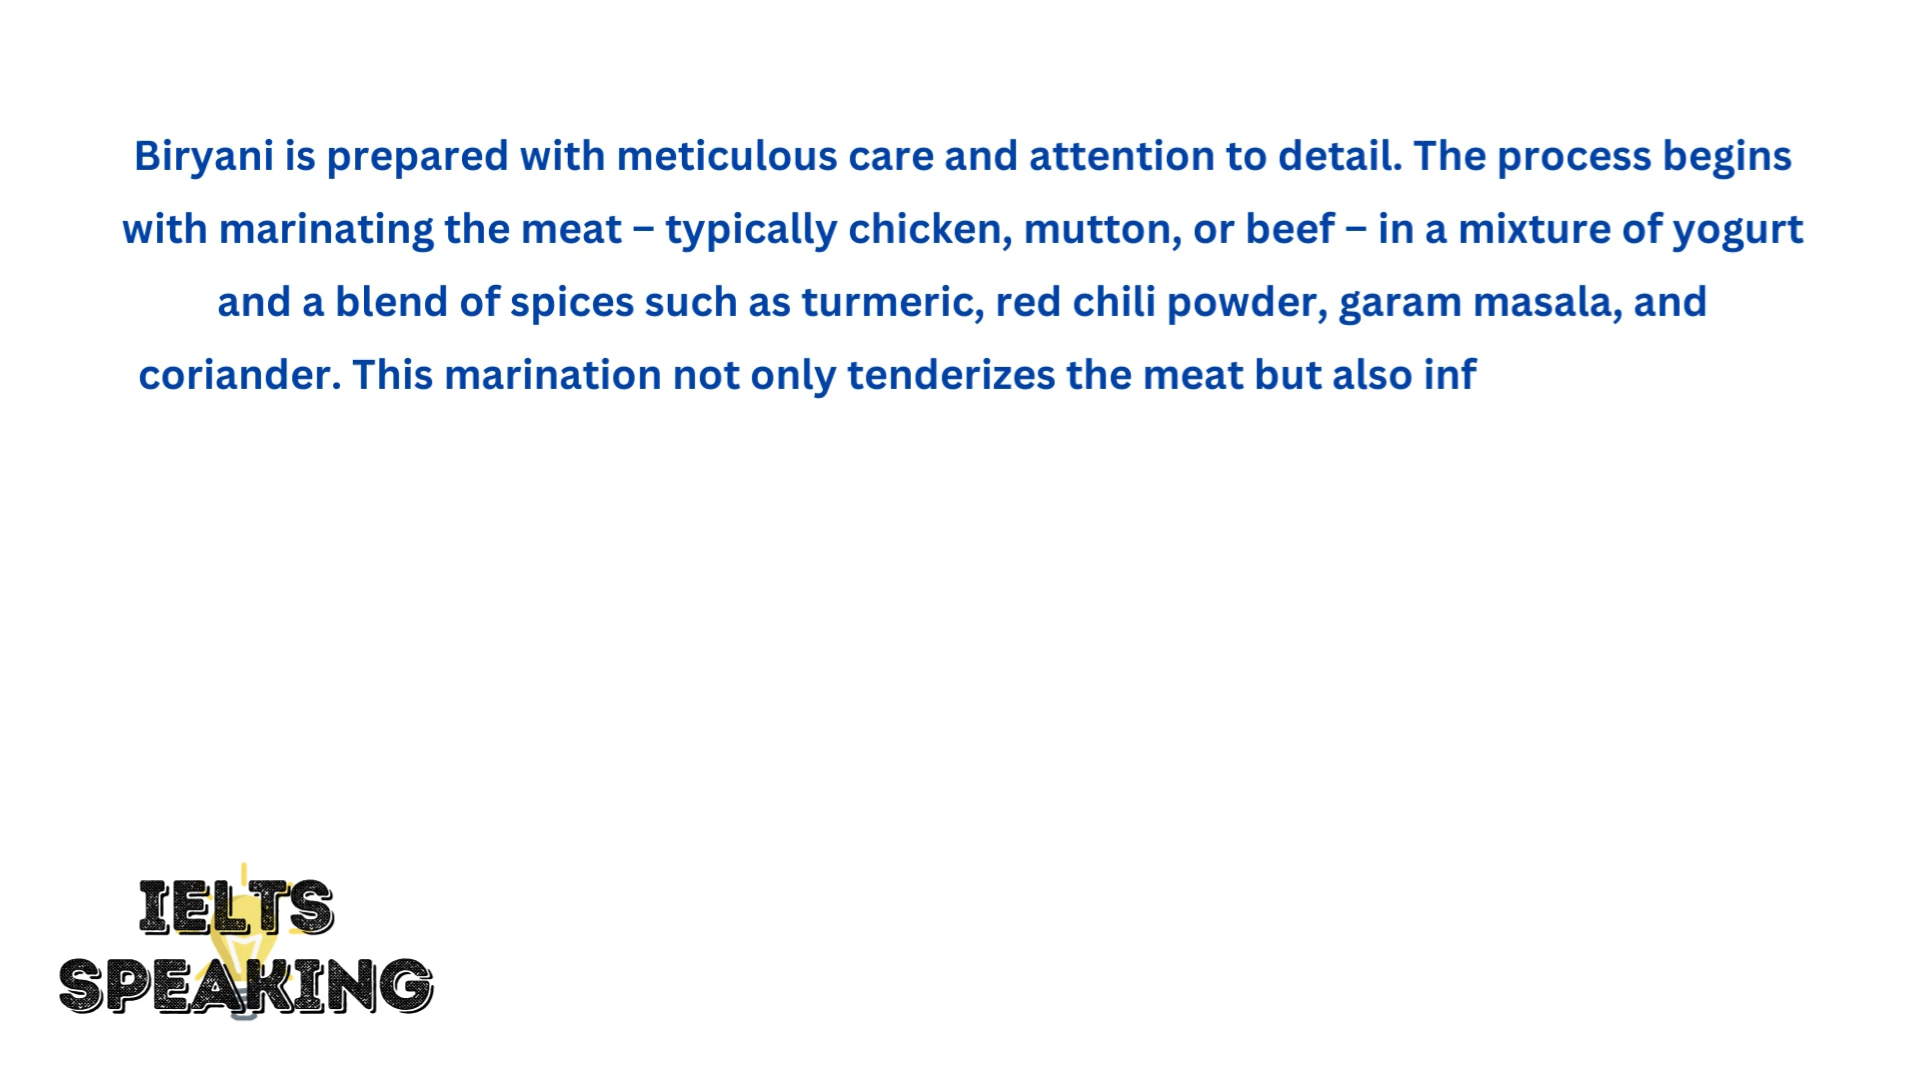 Biryani is prepared with meticulous care and attention to detail. The process begins
with marinating the meat – typically chicken, mutton, or beef – in a mixture of yogurt
and a blend of spices such as turmeric, red chili powder, garam masala, and
coriander. This marination not only tenderizes the meat but also inf
IELTS
SPEAKING